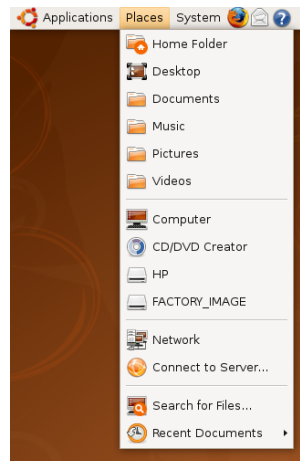 Applications Places System
Home Folder
Desktop
Documents
Music
Pictures
Videos
Computer
CD/DVD Creator
HP
FACTORY_IMAGE
Network
Connect to Server...
Search for Files...
Recent Documents